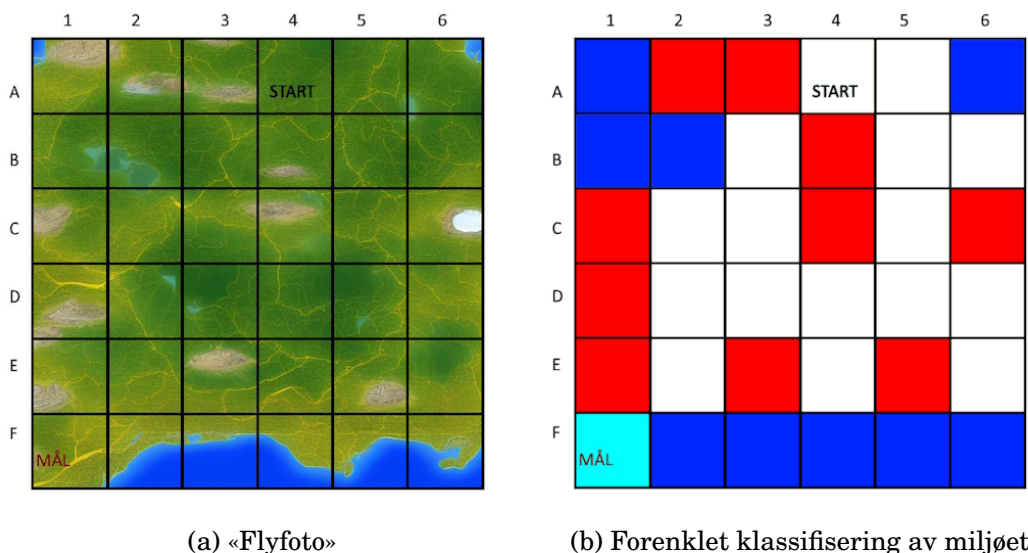 1 2 3 4 5 6
A START
B
C
D
E
F
MÅL
(a) «Flyfoto»
1 2 3 4 5 6
A START
B
C
D
E
F
MÅL
(b) Forenklet klassifisering av miljøet